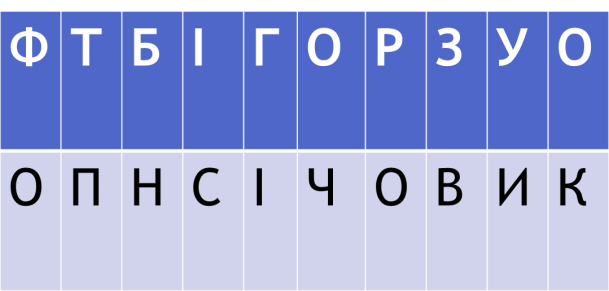 Ф Т Б І Г О Р З У О
О П Н С І Ч О В И К